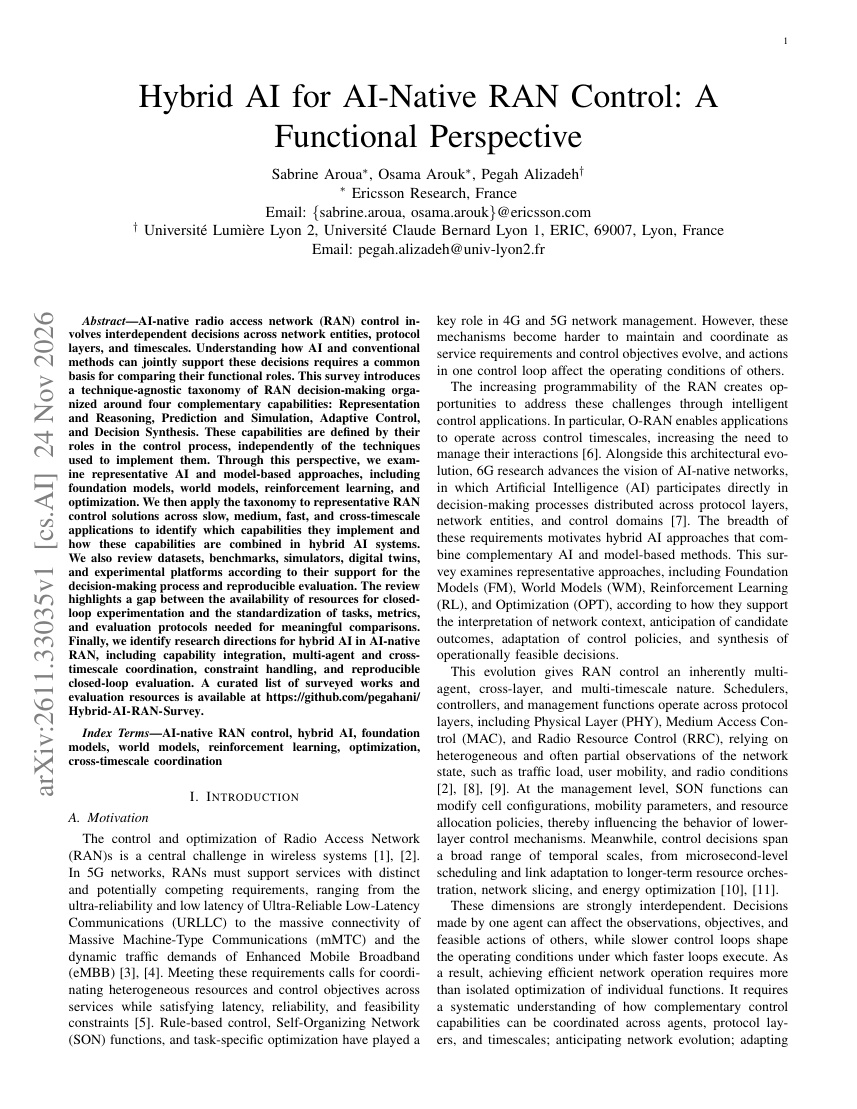 1
Hybrid AI for AI-Native RAN Control: A
Functional Perspective
Sabrine Aroua∗, Osama Arouk∗, Pegah Alizadeh†
∗ Ericsson Research, France
Email: {sabrine.aroua, osama.arouk}@ericsson.com
† Université Lumière Lyon 2, Université Claude Bernard Lyon 1, ERIC, 69007, Lyon, France
Email: pegah.alizadeh@univ-lyon2.fr
arXiv:2611.33035v1 [cs.AI] 24 Nov 2026
Abstract—AI-native radio access network (RAN) control in-
volves interdependent decisions across network entities, protocol
layers, and timescales. Understanding how AI and conventional
methods can jointly support these decisions requires a common
basis for comparing their functional roles. This survey introduces
a technique-agnostic taxonomy of RAN decision-making orga-
nized around four complementary capabilities: Representation
and Reasoning, Prediction and Simulation, Adaptive Control,
and Decision Synthesis. These capabilities are defined by their
roles in the control process, independently of the techniques
used to implement them. Through this perspective, we exam-
ine representative AI and model-based approaches, including
foundation models, world models, reinforcement learning, and
optimization. We then apply the taxonomy to representative RAN
control solutions across slow, medium, fast, and cross-timescale
applications to identify which capabilities they implement and
how these capabilities are combined in hybrid AI systems.
We also review datasets, benchmarks, simulators, digital twins,
and experimental platforms according to their support for the
decision-making process and reproducible evaluation. The review
highlights a gap between the availability of resources for closed-
loop experimentation and the standardization of tasks, metrics,
and evaluation protocols needed for meaningful comparisons.
Finally, we identify research directions for hybrid AI in AI-native
RAN, including capability integration, multi-agent and cross-
timescale coordination, constraint handling, and reproducible
closed-loop evaluation. A curated list of surveyed works and
evaluation resources is available at https://github.com/pegahani/
Hybrid-AI-RAN-Survey.
Index Terms—AI-native RAN control, hybrid AI, foundation
models, world models, reinforcement learning, optimization,
cross-timescale coordination
I. INTRODUCTION
A. Motivation
The control and optimization of Radio Access Network
(RAN)s is a central challenge in wireless systems [1], [2].
In 5G networks, RANs must support services with distinct
and potentially competing requirements, ranging from the
ultra-reliability and low latency of Ultra-Reliable Low-Latency
Communications (URLLC) to the massive connectivity of
Massive Machine-Type Communications (mMTC) and the
dynamic traffic demands of Enhanced Mobile Broadband
(eMBB) [3], [4]. Meeting these requirements calls for coordi-
nating heterogeneous resources and control objectives across
services while satisfying latency, reliability, and feasibility
constraints [5]. Rule-based control, Self-Organizing Network
(SON) functions, and task-specific optimization have played a
key role in 4G and 5G network management. However, these
mechanisms become harder to maintain and coordinate as
service requirements and control objectives evolve, and actions
in one control loop affect the operating conditions of others.
The increasing programmability of the RAN creates op-
portunities to address these challenges through intelligent
control applications. In particular, O-RAN enables applications
to operate across control timescales, increasing the need to
manage their interactions [6]. Alongside this architectural evo-
lution, 6G research advances the vision of AI-native networks,
in which Artificial Intelligence (AI) participates directly in
decision-making processes distributed across protocol layers,
network entities, and control domains [7]. The breadth of
these requirements motivates hybrid AI approaches that com-
bine complementary AI and model-based methods. This sur-
vey examines representative approaches, including Foundation
Models (FM), World Models (WM), Reinforcement Learning
(RL), and Optimization (OPT), according to how they support
the interpretation of network context, anticipation of candidate
outcomes, adaptation of control policies, and synthesis of
operationally feasible decisions.
This evolution gives RAN control an inherently multi-
agent, cross-layer, and multi-timescale nature. Schedulers,
controllers, and management functions operate across protocol
layers, including Physical Layer (PHY), Medium Access Con-
trol (MAC), and Radio Resource Control (RRC), relying on
heterogeneous and often partial observations of the network
state, such as traffic load, user mobility, and radio conditions
[2], [8], [9]. At the management level, SON functions can
modify cell configurations, mobility parameters, and resource
allocation policies, thereby influencing the behavior of lower-
layer control mechanisms. Meanwhile, control decisions span
a broad range of temporal scales, from microsecond-level
scheduling and link adaptation to longer-term resource orches-
tration, network slicing, and energy optimization [10], [11].
These dimensions are strongly interdependent. Decisions
made by one agent can affect the observations, objectives, and
feasible actions of others, while slower control loops shape
the operating conditions under which faster loops execute. As
a result, achieving efficient network operation requires more
than isolated optimization of individual functions. It requires
a systematic understanding of how complementary control
capabilities can be coordinated across agents, protocol lay-
ers, and timescales; anticipating network evolution; adapting